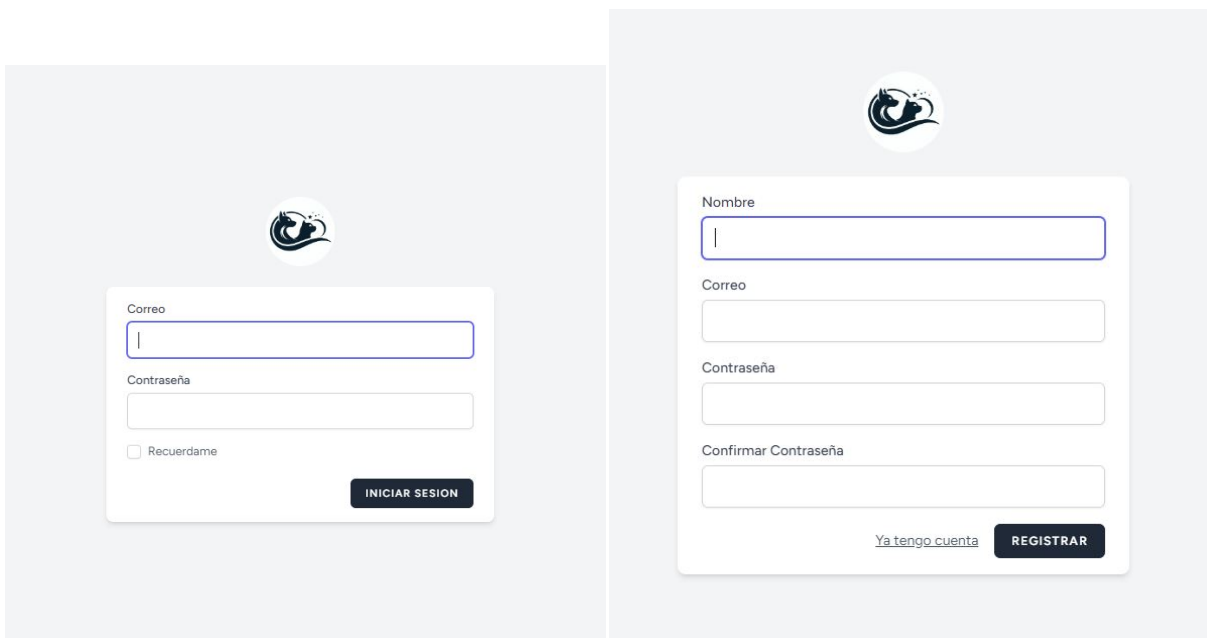 Correo
Contraseña
Recuerdame
INICIAR SESION
Nombre
Correo
Contraseña
Confirmar Contraseña
Ya tengo cuenta REGISTRAR